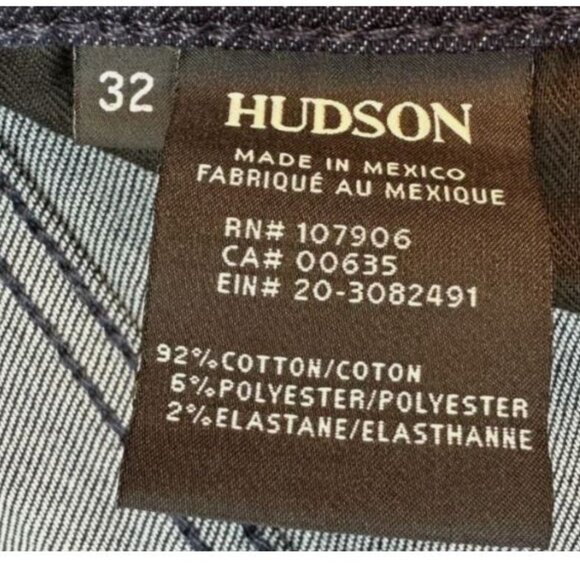 32
HUDSON
MADE IN MEXICO
FABRIQUÉ AU MEXIQUE
RN# 107906
CA# 00635
EIN# 20-3082491
92%COTTON/COTON
6%POLYESTER/POLYESTER
2%ELASTANE/ELASTHANNE